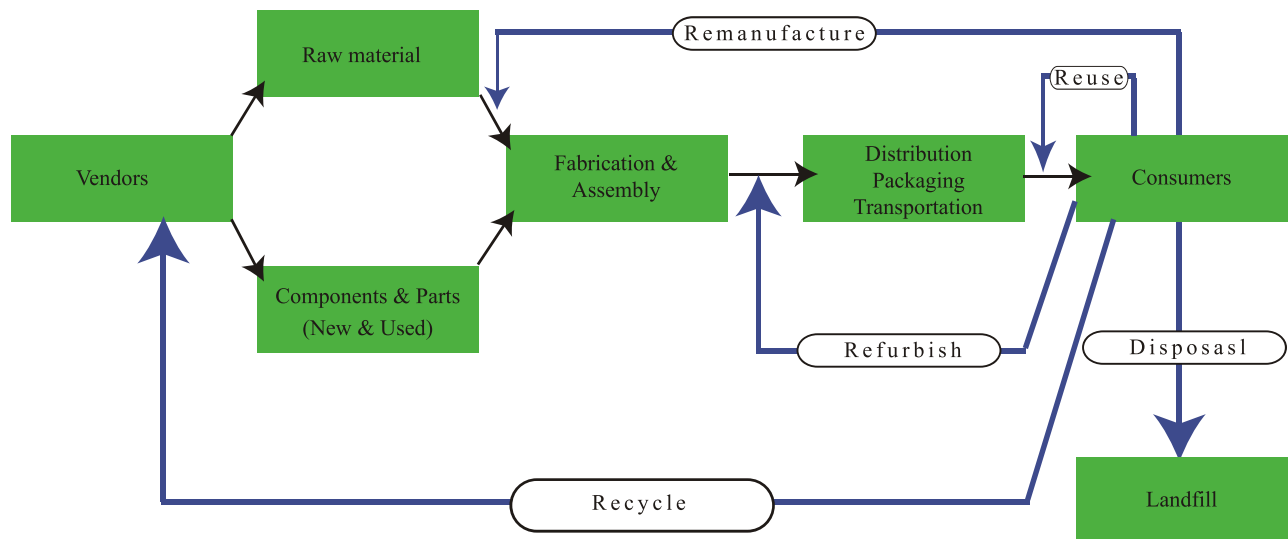 Raw material
Remanufacture
Reuse
Vendors
Fabrication &
Assembly
Distribution
Packaging
Transportation
Consumers
Components & Parts
(New & Used)
Refurbish
Disposasl
Recycle
Landfill